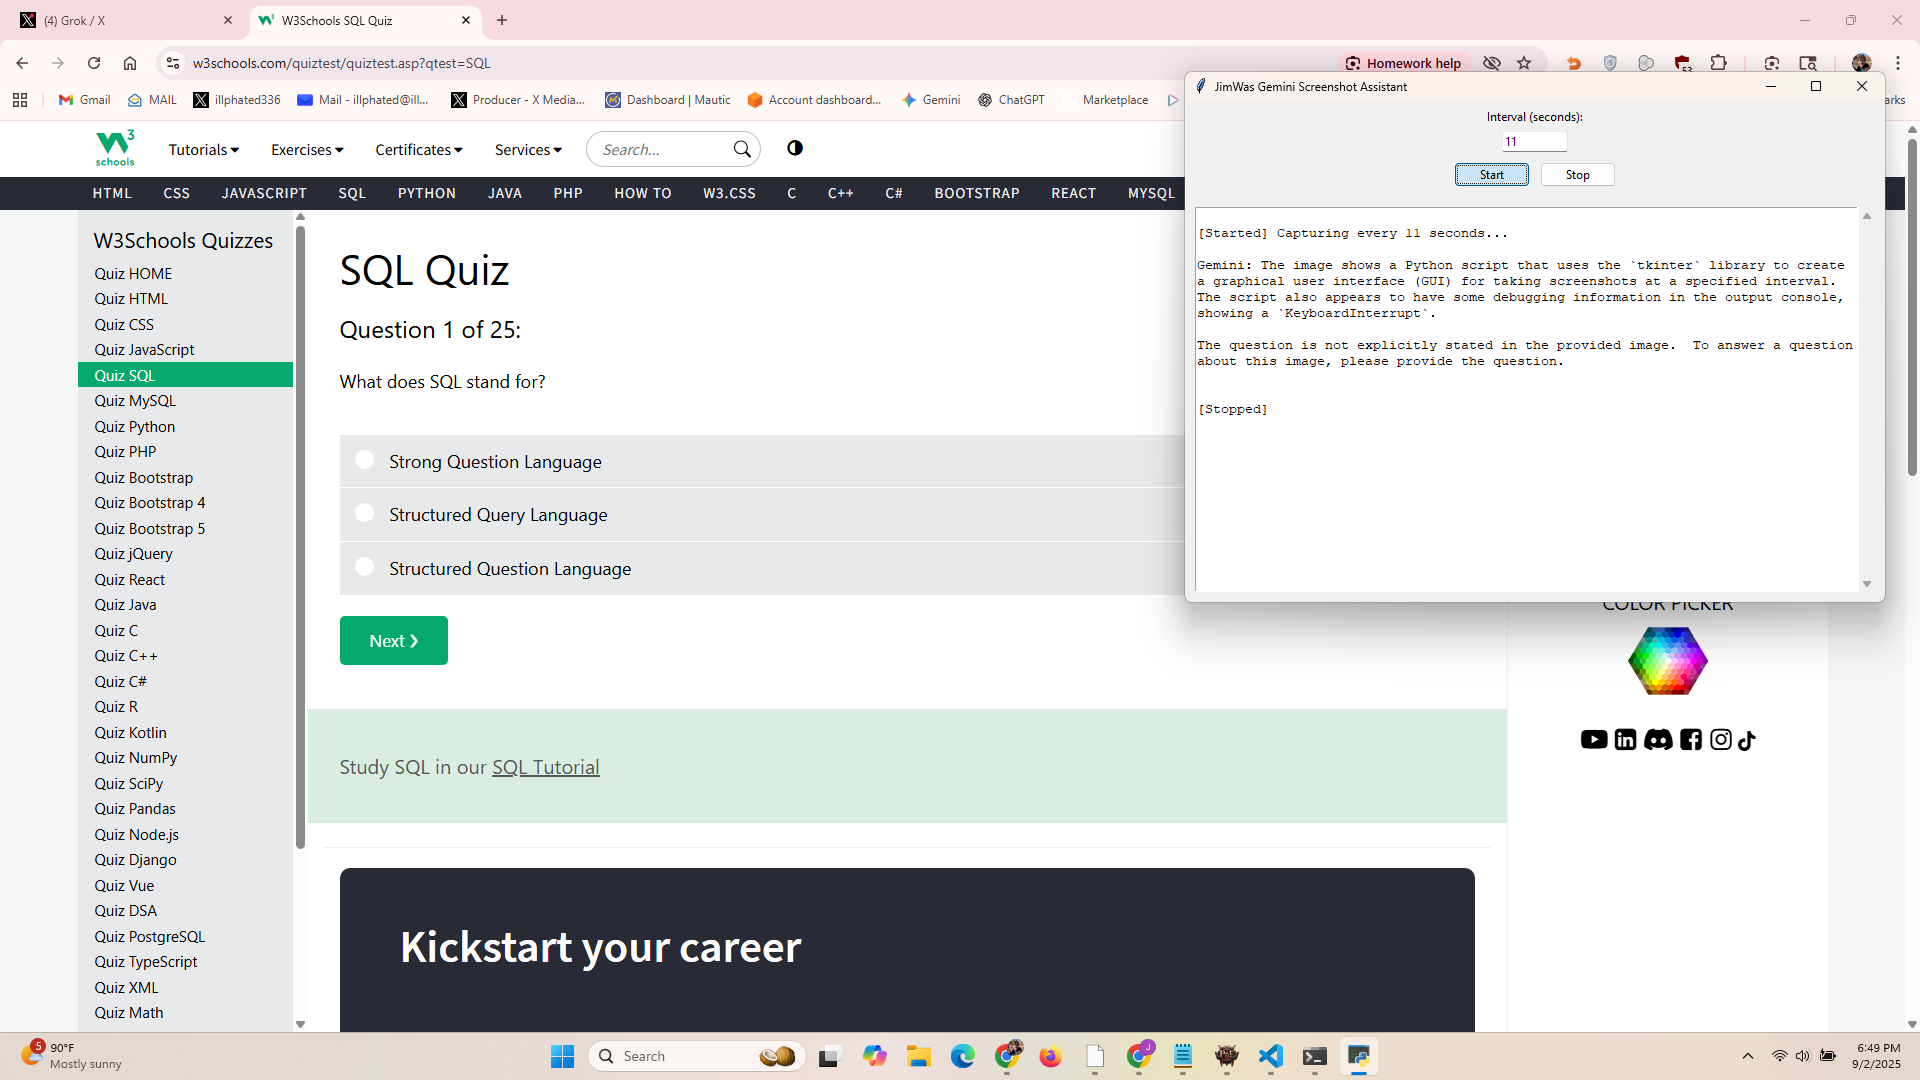 (4) Grok / X
W3Schools SQL Quiz
w3schools.com/quiztest/quiztest.asp?qtest=SQL
Homework help
53
Gmail
MAIL
illphated336
Mail - illphated@ill...
Producer - X Media...
Dashboard | Mautic
Account dashboard...
Gemini
ChatGPT
Marketplace
arks
JimWas Gemini Screenshot Assistant
Interval (seconds):
11
Start
Stop
[Started] Capturing every 11 seconds...
Gemini: The image shows a Python script that uses the `tkinter` library to create
a graphical user interface (GUI) for taking screenshots at a specified interval.
The script also appears to have some debugging information in the output console,
showing a `KeyboardInterrupt`.
The question is not explicitly stated in the provided image.  To answer a question
about this image, please provide the question.
[Stopped]
W3
schools
Tutorials
Exercises
Certificates
Services
Search...
HTML
CSS
JAVASCRIPT
SQL
PYTHON
JAVA
PHP
HOW TO
W3.CSS
C
C++
C#
BOOTSTRAP
REACT
MYSQL
W3Schools Quizzes
Quiz HOME
Quiz HTML
Quiz CSS
Quiz JavaScript
Quiz SQL
Quiz MySQL
Quiz Python
Quiz PHP
Quiz Bootstrap
Quiz Bootstrap 4
Quiz Bootstrap 5
Quiz jQuery
Quiz React
Quiz Java
Quiz C
Quiz C++
Quiz C#
Quiz R
Quiz Kotlin
Quiz NumPy
Quiz SciPy
Quiz Pandas
Quiz Node.js
Quiz Django
Quiz Vue
Quiz DSA
Quiz PostgreSQL
Quiz TypeScript
Quiz XML
Quiz Math
SQL Quiz
Question 1 of 25:
What does SQL stand for?
Strong Question Language
Structured Query Language
Structured Question Language
Next ❯
Study SQL in our SQL Tutorial
Kickstart your career
COLOR PICKER
5
90°F
Mostly sunny
Search
J
6:49 PM
9/2/2025